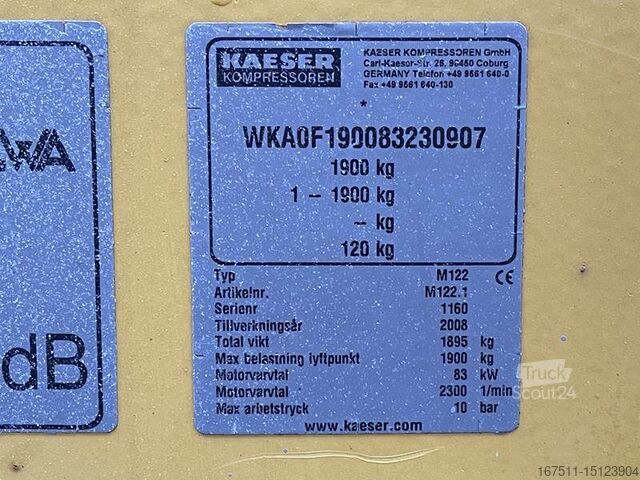 WA
dB
KAESER
KOMPRESSOREN
KAESER KOMPRESSOREN GmbH
Carl-Kaeser-Str. 26, 96450 Coburg
GERMANY Telefon +49 9561 640-0
Fax +49 9561 640-130
*
WKA0F190083230907
1900 kg
1 – 1900 kg
– kg
120 kg
Typ M122 CE
Artikelnr. M122.1
Serienr 1160
Tillverkningsår 2008
Total vikt 1895 kg
Max belastning lyftpunkt 1900 kg
Motorvarvtal 83 kW
Motorvarvtal 2300 1/min
Max arbetstryck 10 bar
www.kaeser.com
Truck
Scout24
167511-15123904